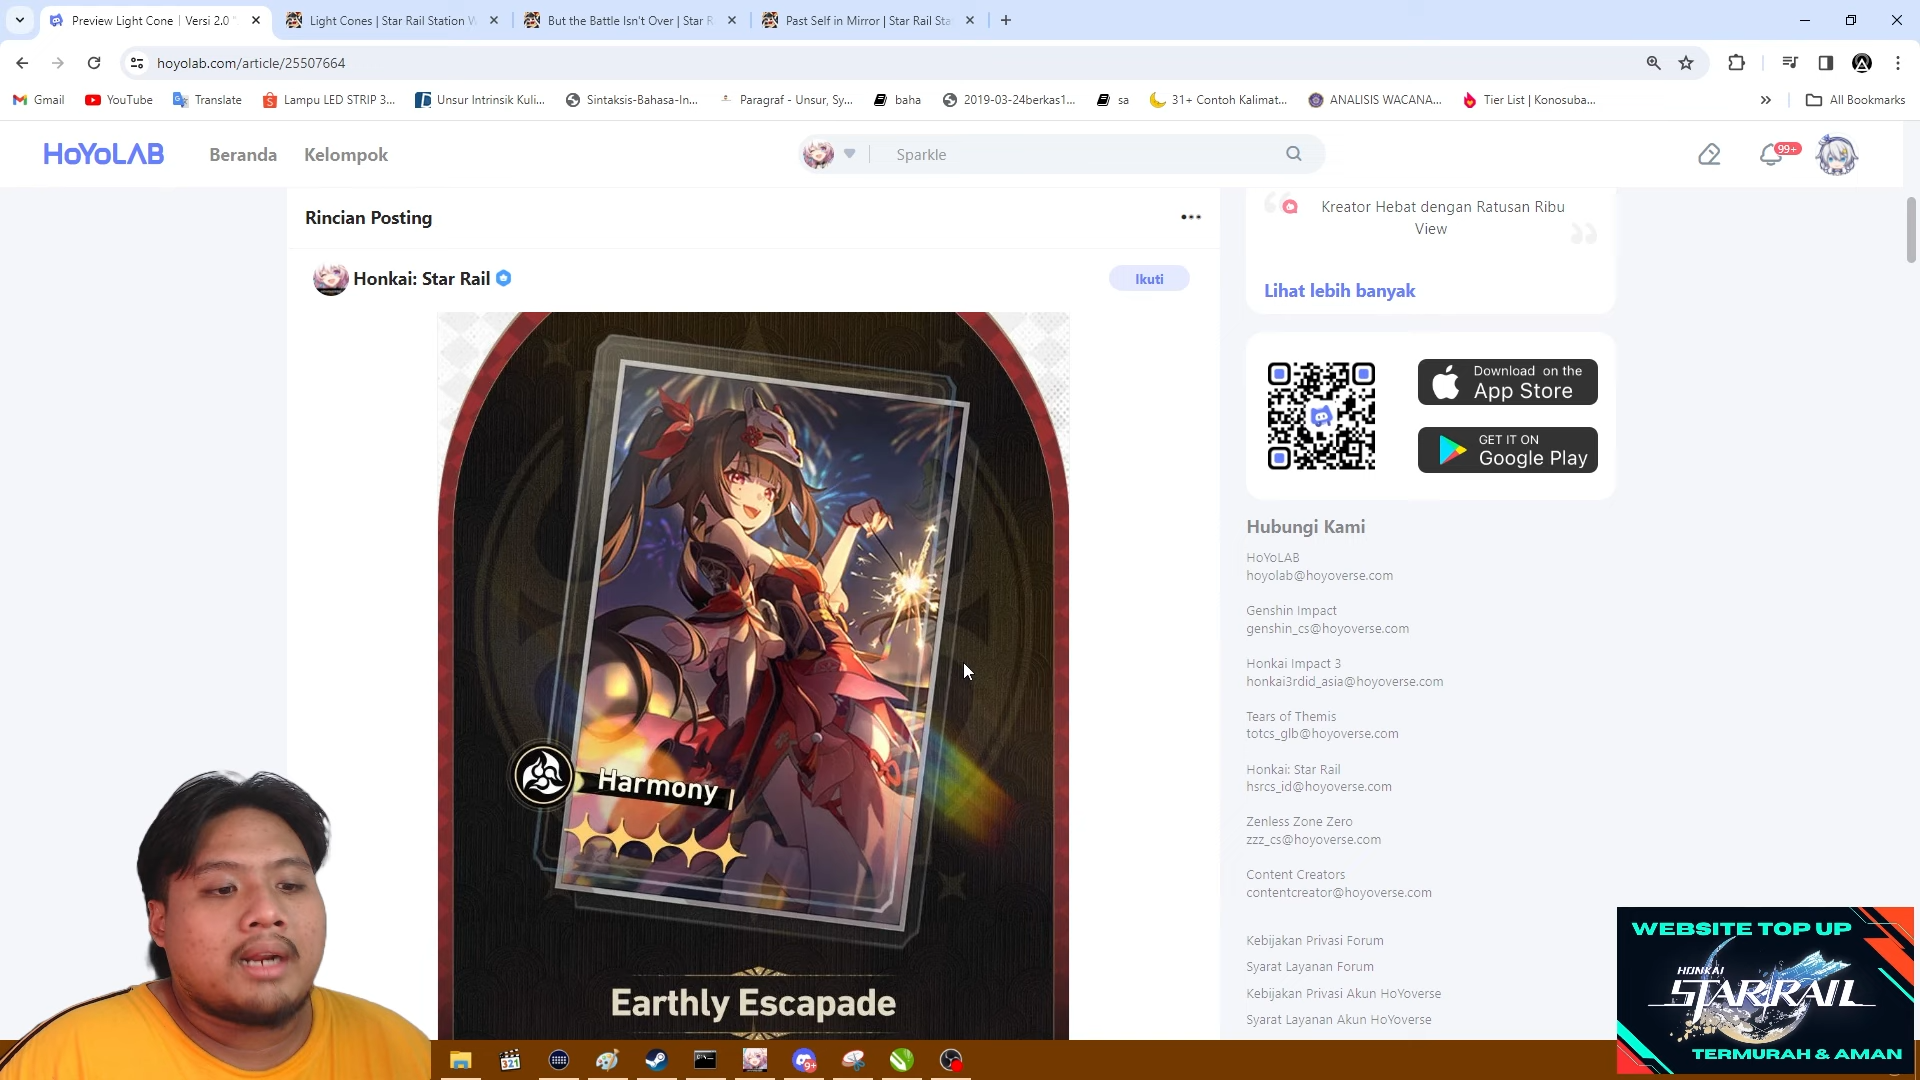 Preview Light Cone | Versi 2.0
Light Cones | Star Rail Station W
But the Battle Isn't Over | Star R
Past Self in Mirror | Star Rail Sta
hoyolab.com/article/25507664
Gmail
YouTube
Translate
Lampu LED STRIP 3...
Unsur Intrinsik Kuli...
Sintaksis-Bahasa-In...
Paragraf - Unsur, Sy...
baha
2019-03-24berkas1...
sa
31+ Contoh Kalimat...
ANALISIS WACANA...
Tier List | Konosuba...
All Bookmarks
HoYoLAB
Beranda
Kelompok
Sparkle
99+
Rincian Posting
Honkai: Star Rail
Ikuti
Harmony
Earthly Escapade
Kreator Hebat dengan Ratusan Ribu
View
Lihat lebih banyak
Download on the
App Store
GET IT ON
Google Play
Hubungi Kami
HoYoLAB
hoyolab@hoyoverse.com
Genshin Impact
genshin_cs@hoyoverse.com
Honkai Impact 3
honkai3rdid_asia@hoyoverse.com
Tears of Themis
totcs_glb@hoyoverse.com
Honkai: Star Rail
hsrcs_id@hoyoverse.com
Zenless Zone Zero
zzz_cs@hoyoverse.com
Content Creators
contentcreator@hoyoverse.com
Kebijakan Privasi Forum
Syarat Layanan Forum
Kebijakan Privasi Akun HoYoverse
Syarat Layanan Akun HoYoverse
WEBSITE TOP UP
HONKAI
STAR RAIL
TERMURAH & AMAN
321
9+